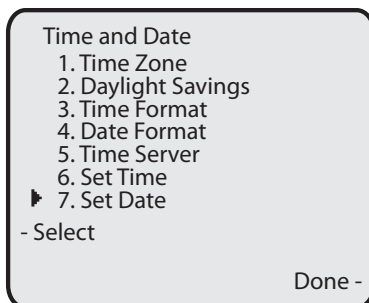 Time and Date
1. Time Zone
2. Daylight Savings
3. Time Format
4. Date Format
5. Time Server
6. Set Time
7. Set Date
- Select
Done -